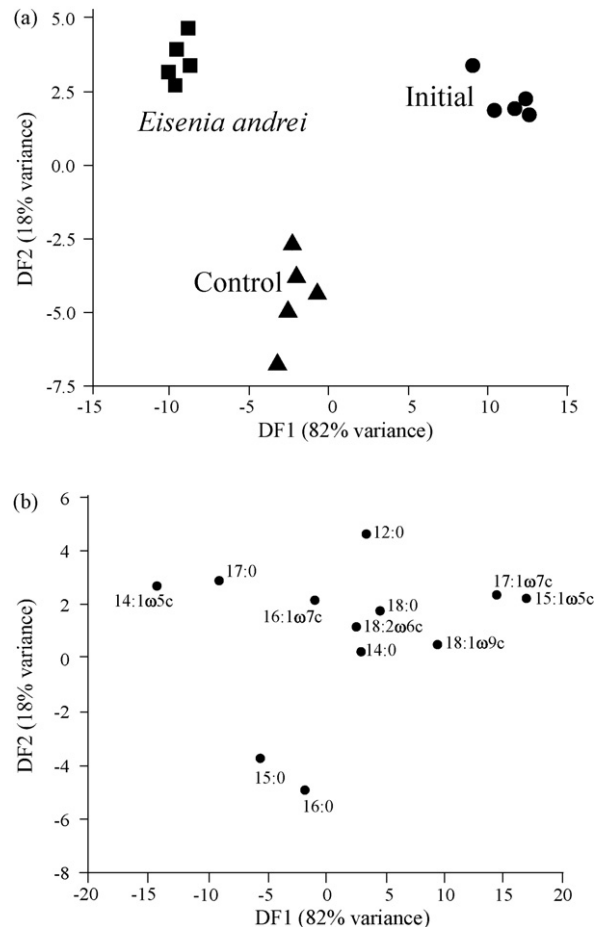 (a)
5.0
2.5
0.0
-2.5
-5.0
-7.5
DF2 (18% variance)
Eisenia andrei
Initial
Control
-15 -10 -5 0 5 10 15
DF1 (82% variance)
(b)
6
4
2
0
-2
-4
-6
-8
DF2 (18% variance)
12:0
17:0
14:1ω5c
16:1ω7c
18:0
18:2ω6c
14:0
17:1ω7c
15:1ω5c
18:1ω9c
15:0
16:0
-20 -15 -10 -5 0 5 10 15 20
DF1 (82% variance)